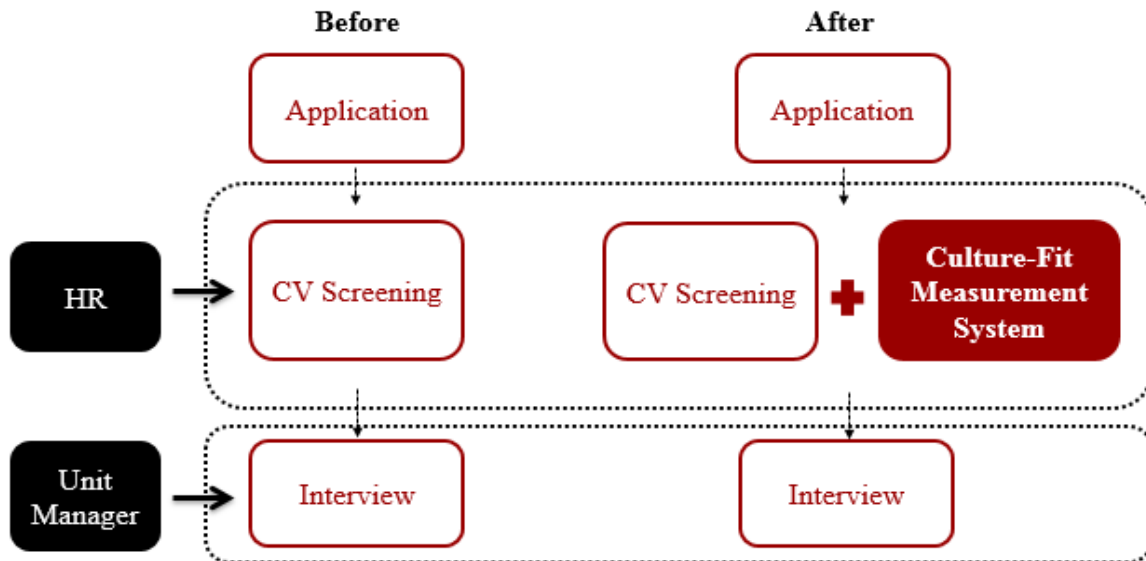 Before
After
Application
Application
HR
CV Screening
CV Screening
Culture-Fit
Measurement
System
Unit
Manager
Interview
Interview